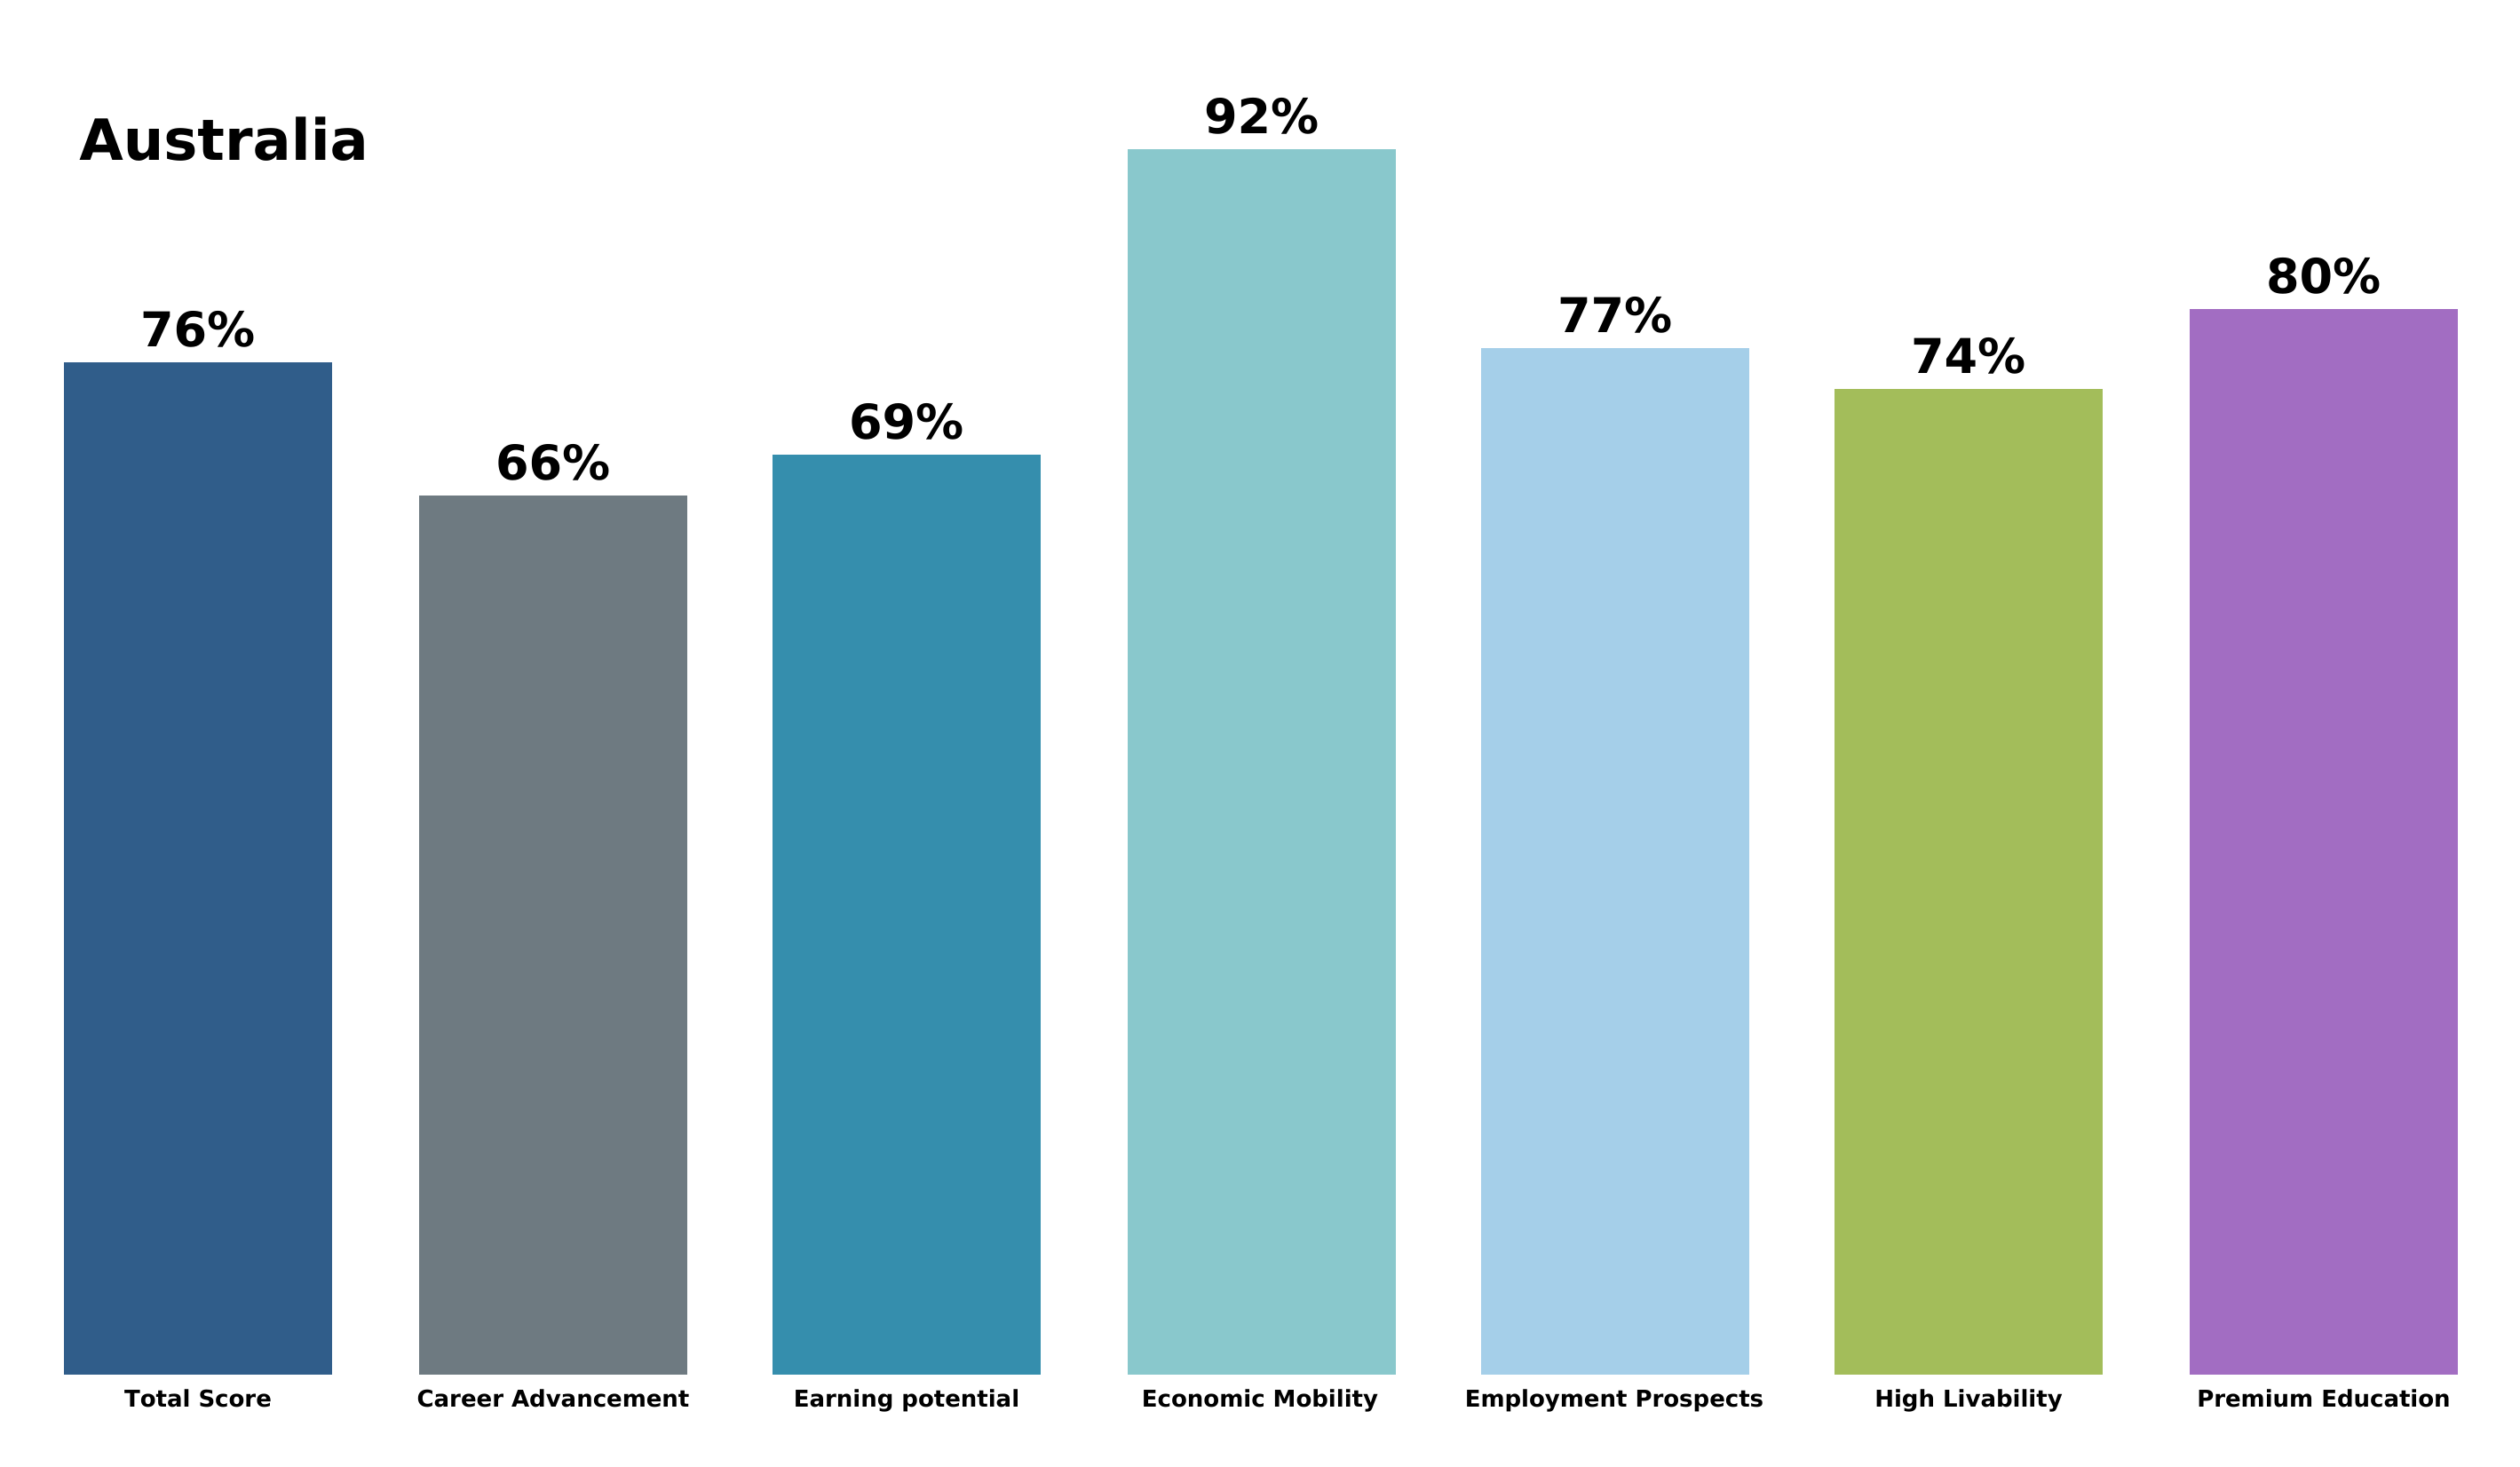 Australia
76%
66%
69%
92%
77%
74%
80%
Total Score
Career Advancement
Earning potential
Economic Mobility
Employment Prospects
High Livability
Premium Education